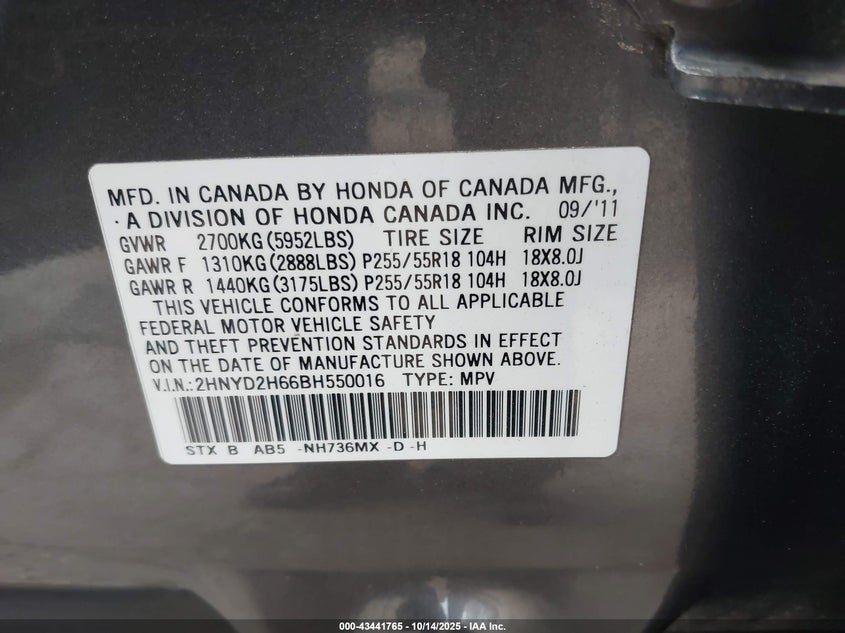 MFD. IN CANADA BY HONDA OF CANADA MFG.,
A DIVISION OF HONDA CANADA INC. 09/'11
GVWR 2700KG(5952LBS) TIRE SIZE RIM SIZE
GAWR F 1310KG(2888LBS) P255/55R18 104H 18X8.0J
GAWR R 1440KG(3175LBS) P255/55R18 104H 18X8.0J
THIS VEHICLE CONFORMS TO ALL APPLICABLE
FEDERAL MOTOR VEHICLE SAFETY
AND THEFT PREVENTION STANDARDS IN EFFECT
ON THE DATE OF MANUFACTURE SHOWN ABOVE.
V.I.N.:2HNYD2H66BH550016 TYPE: MPV
STX B AB5 -NH736MX -D -H
000-43441765 - 10/14/2025 - IAA Inc.